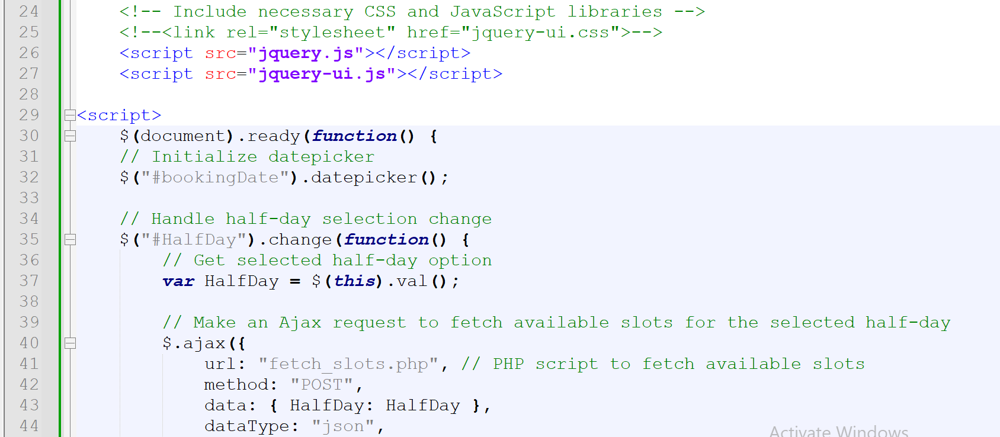 24 <!-- Include necessary CSS and JavaScript libraries -->
25 <!--<link rel="stylesheet" href="jquery-ui.css">-->
26 <script src="jquery.js"></script>
27 <script src="jquery-ui.js"></script>
28
29 <script>
30 $(document).ready(function() {
31 // Initialize datepicker
32 $("#bookingDate").datepicker();
33
34 // Handle half-day selection change
35 $("#HalfDay").change(function() {
36 // Get selected half-day option
37 var HalfDay = $(this).val();
38
39 // Make an Ajax request to fetch available slots for the selected half-day
40 $.ajax({
41 url: "fetch_slots.php", // PHP script to fetch available slots
42 method: "POST",
43 data: { HalfDay: HalfDay },
44 dataType: "json",
Activate Windows